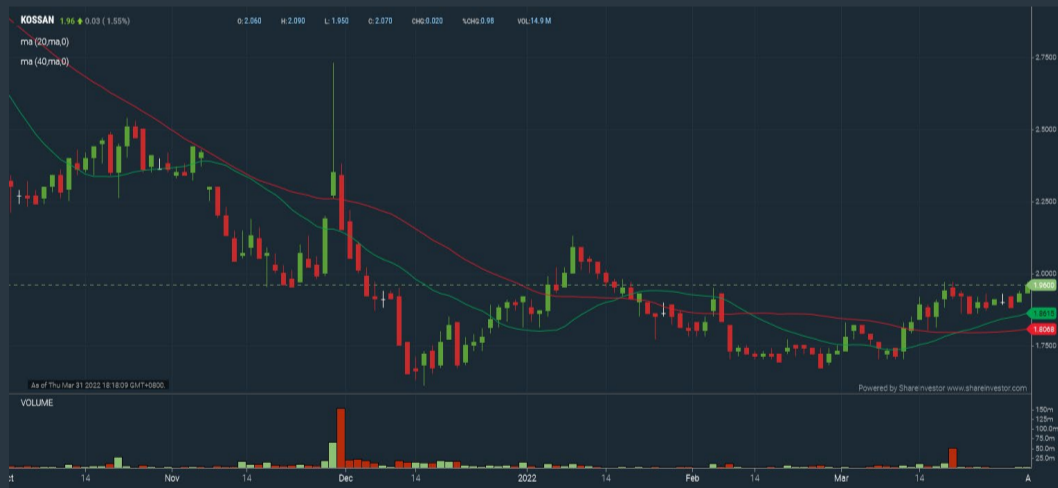 KOSSAN 1.96 0.03 ( 1.55%) O: 2.060 H: 2.090 L: 1.950 C: 2.070 CHG:0.020 %CHG:0.98 VOL:14.9 M
ma (20,ma,0)
ma (40,ma,0)
2.7500
2.5000
2.2500
2.0000
1.9600
1.8068
1.7500
As of Thu Mar 31 2022 18:18:09 GMT+0800.
Powered by ShareInvestor www.shareinvestor.com
VOLUME
150m
125m
100.0m
75.0m
50.0m
25.0m
14 Nov 14 Dec 14 2022 14 Feb 14 Mar 14 A